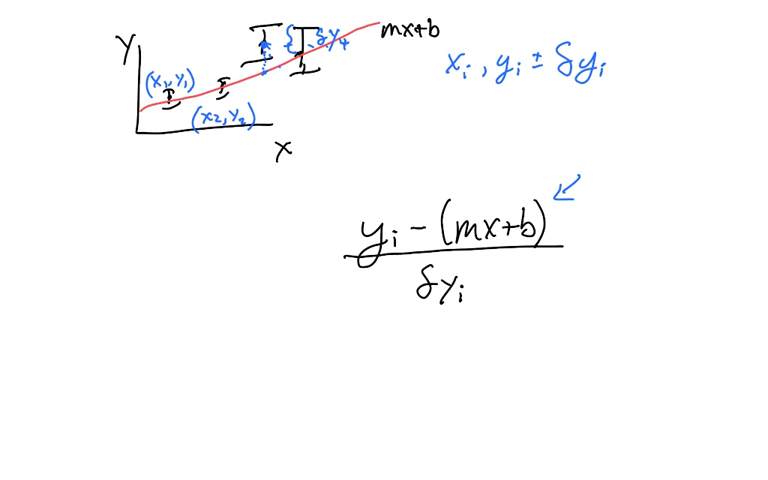 Y
mx+b
δy₄
(x₁, y₁)
(x₂, y₂)
x
xᵢ, yᵢ ± δyᵢ
yᵢ - (mx+b)
δyᵢ